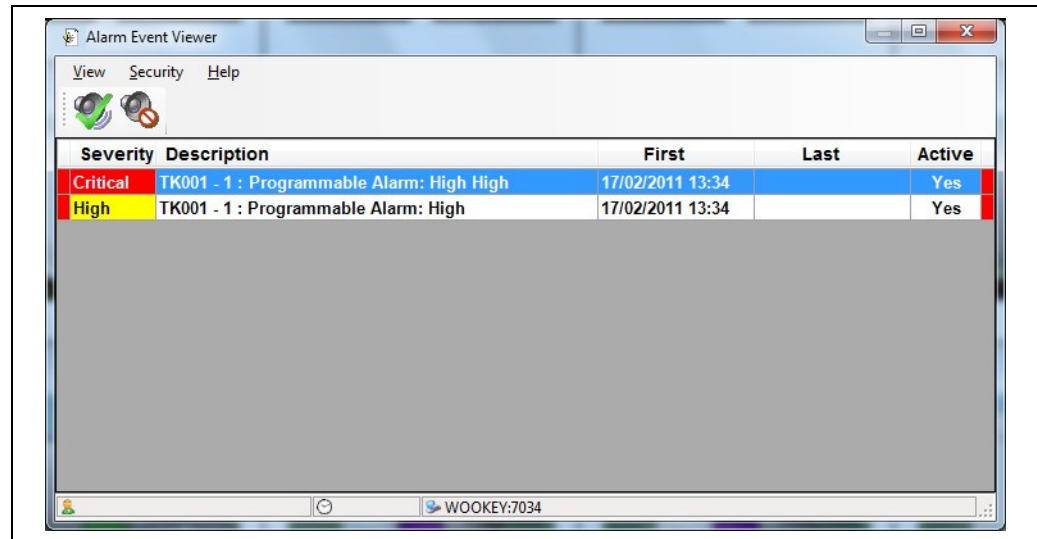 Alarm Event Viewer
View Security Help
Severity Description First Last Active
Critical TK001 - 1 : Programmable Alarm: High High 17/02/2011 13:34 Yes
High TK001 - 1 : Programmable Alarm: High 17/02/2011 13:34 Yes
WOOKEY:7034